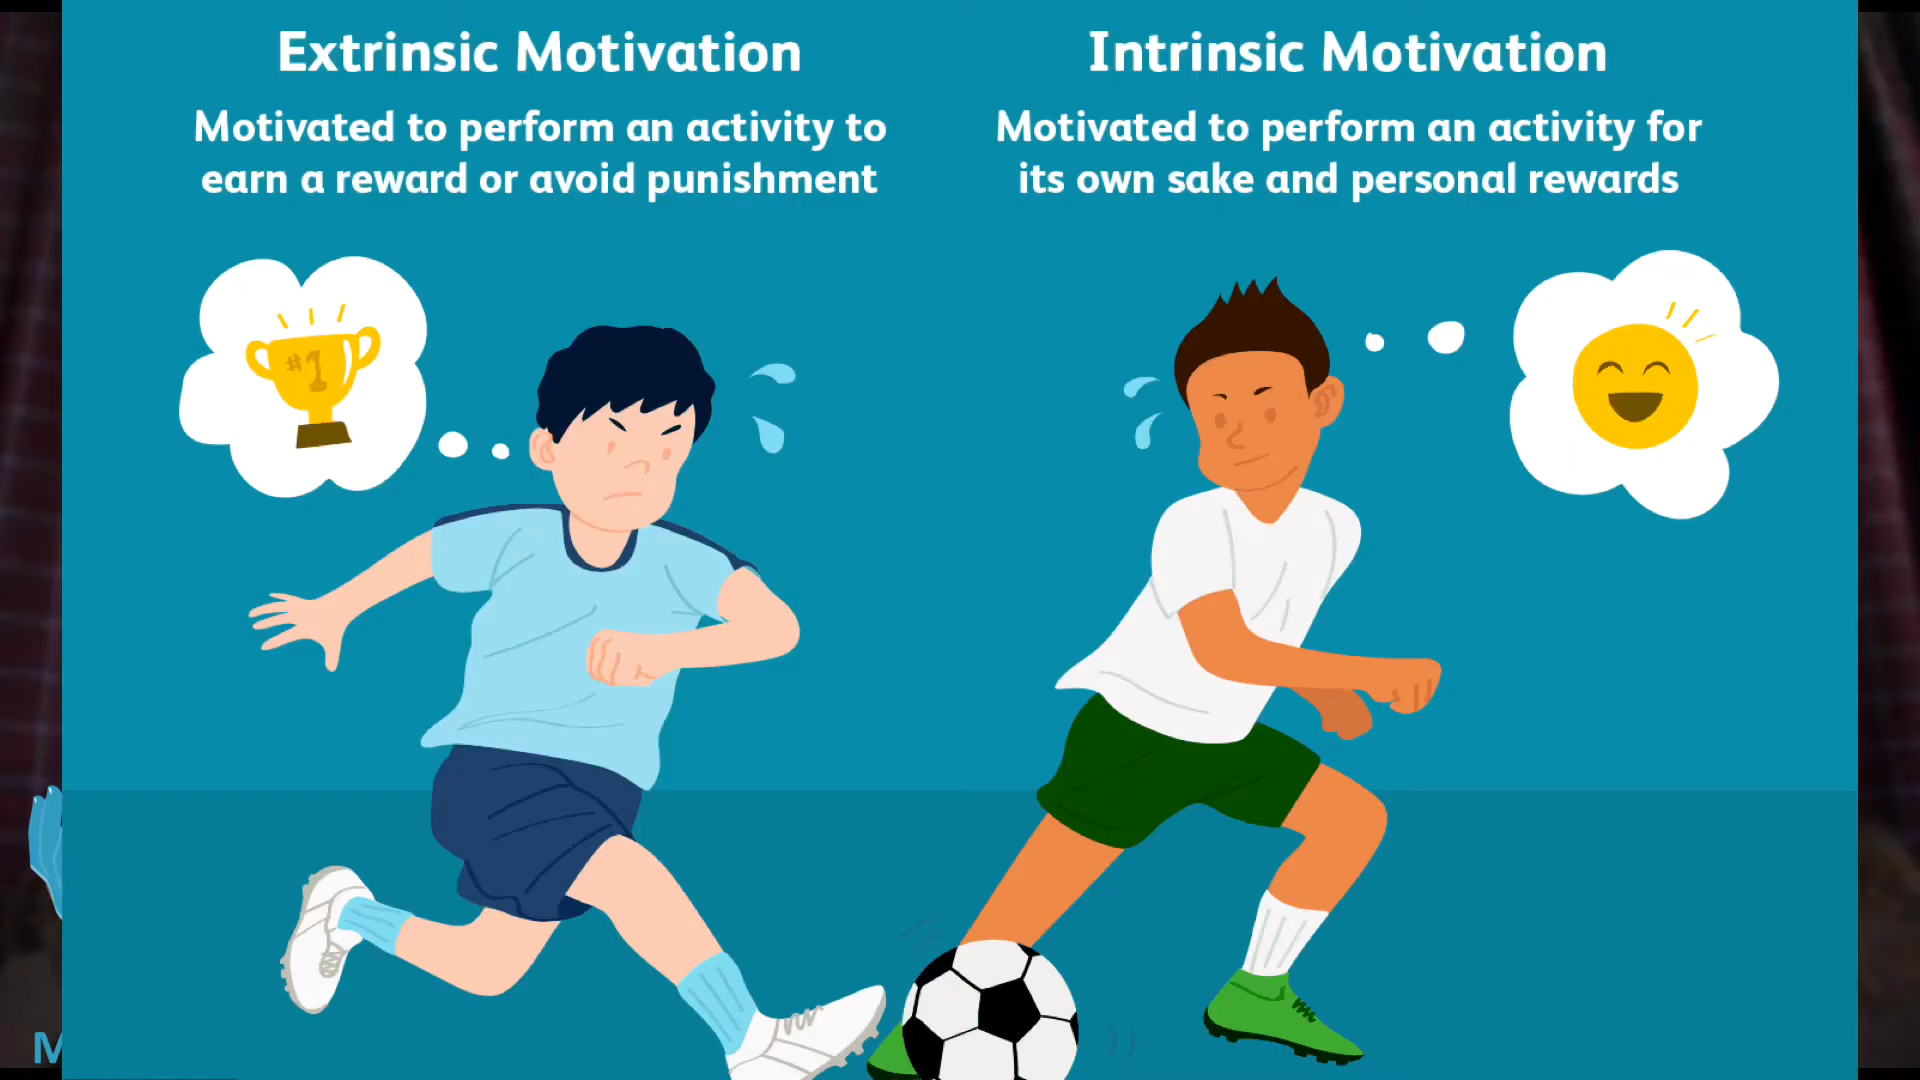 Extrinsic Motivation
Motivated to perform an activity to
earn a reward or avoid punishment
Intrinsic Motivation
Motivated to perform an activity for
its own sake and personal rewards
#1
M